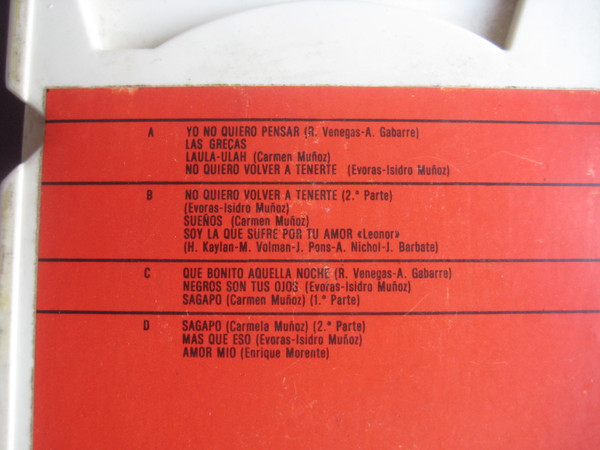 A YO NO QUIERO PENSAR (R. Venegas-A. Gabarre)
LAS GRECAS
LAULA-ULAH (Carmen Muñoz)
NO QUIERO VOLVER A TENERTE (Evoras-Isidro Muñoz)
B NO QUIERO VOLVER A TENERTE (2.ª Parte)
(Evoras-Isidro Muñoz)
SUEÑOS (Carmen Muñoz)
SOY LA QUE SUFRE POR TU AMOR «Leonor»
(H. Kaylan-M. Volman-J. Pons-A. Nichol-J. Barbate)
C QUE BONITO AQUELLA NOCHE (R. Venegas-A. Gabarre)
NEGROS SON TUS OJOS (Evoras-Isidro Muñoz)
SAGAPO (Carmen Muñoz) (1.ª Parte)
D SAGAPO (Carmela Muñoz) (2.ª Parte)
MAS QUE ESO (Evoras-Isidro Muñoz)
AMOR MIO (Enrique Morente)